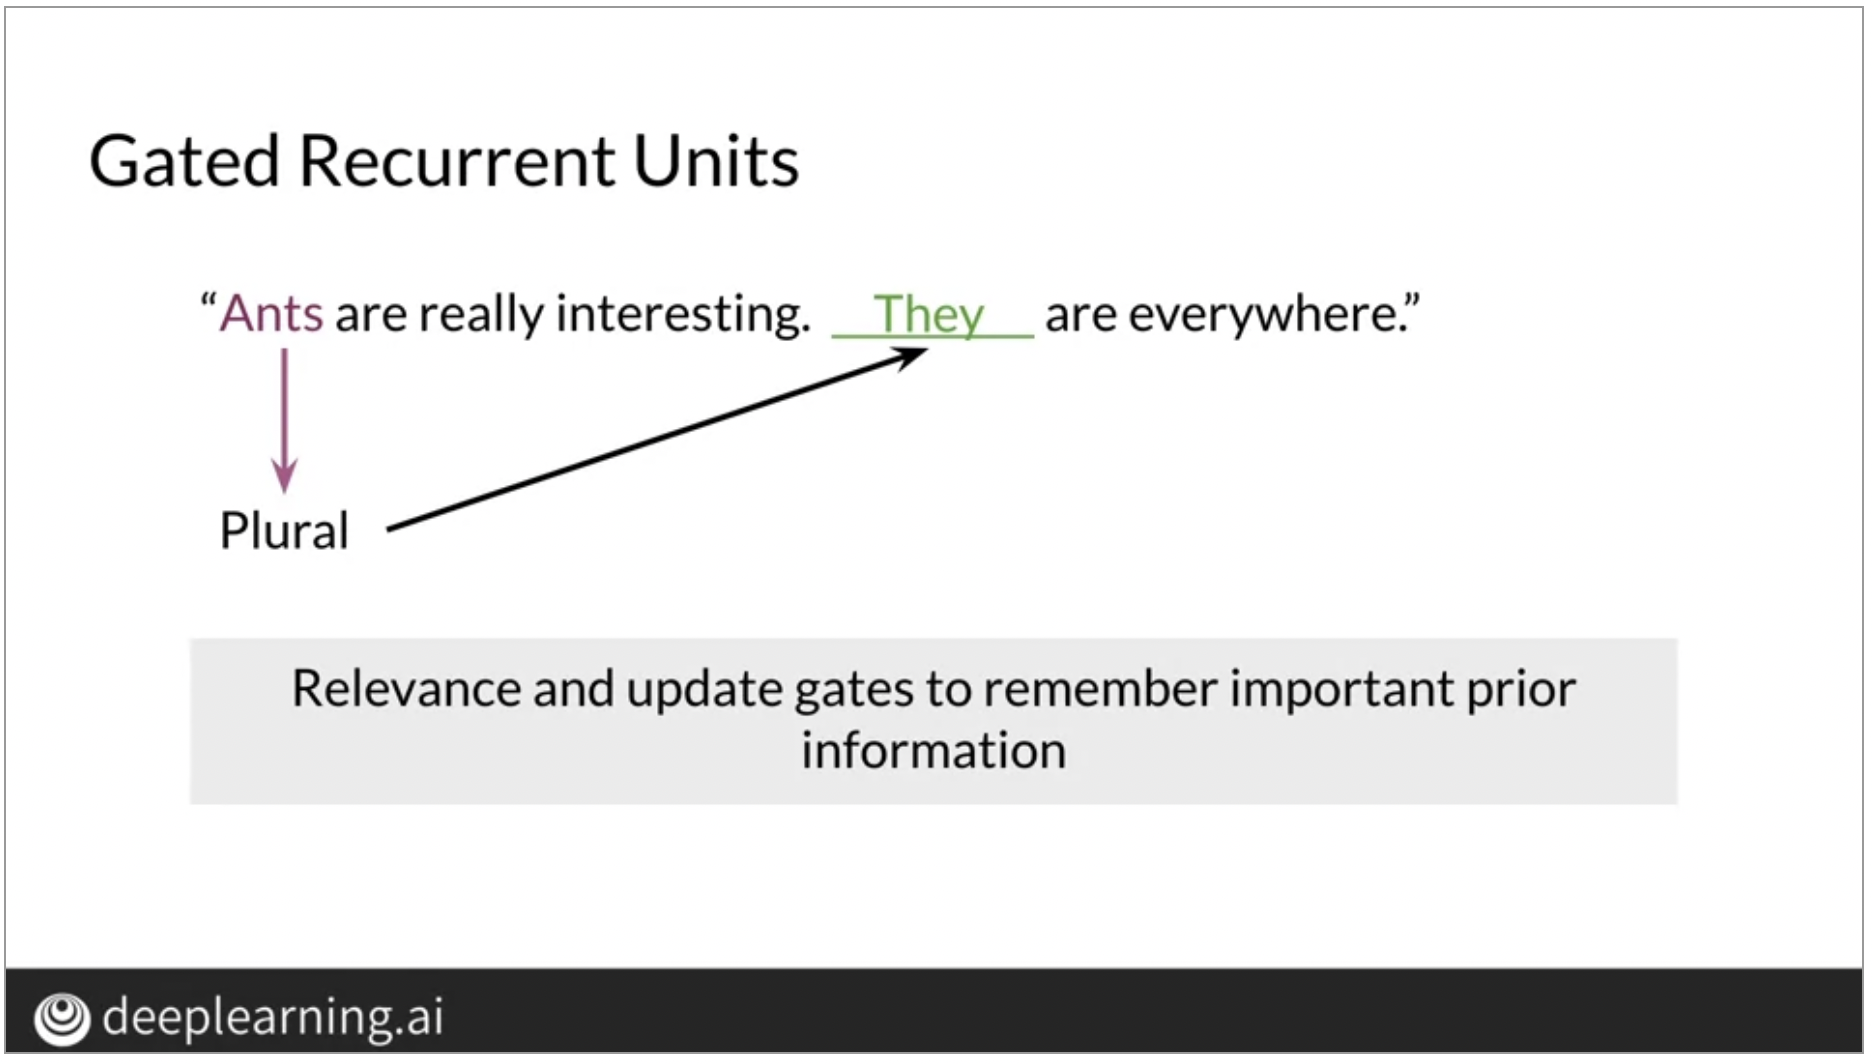 Gated Recurrent Units
“Ants are really interesting. They are everywhere.”
Plural
Relevance and update gates to remember important prior
information
deeplearning.ai